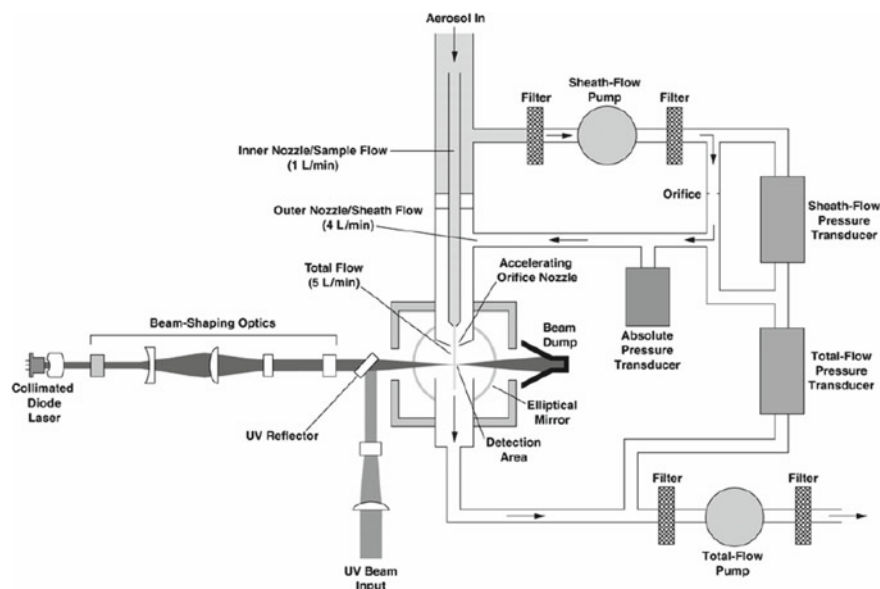 Aerosol In
Sheath-Flow
Pump
Filter
Filter
Inner Nozzle/Sample Flow
(1 L/min)
Orifice
Sheath-Flow
Pressure
Transducer
Outer Nozzle/Sheath Flow
(4 L/min)
Total Flow
(5 L/min)
Accelerating
Orifice Nozzle
Beam-Shaping Optics
Beam
Dump
Absolute
Pressure
Transducer
Total-Flow
Pressure
Transducer
Collimated
Diode
Laser
UV Reflector
Elliptical
Mirror
Detection
Area
Filter
Filter
Total-Flow
Pump
UV Beam
Input